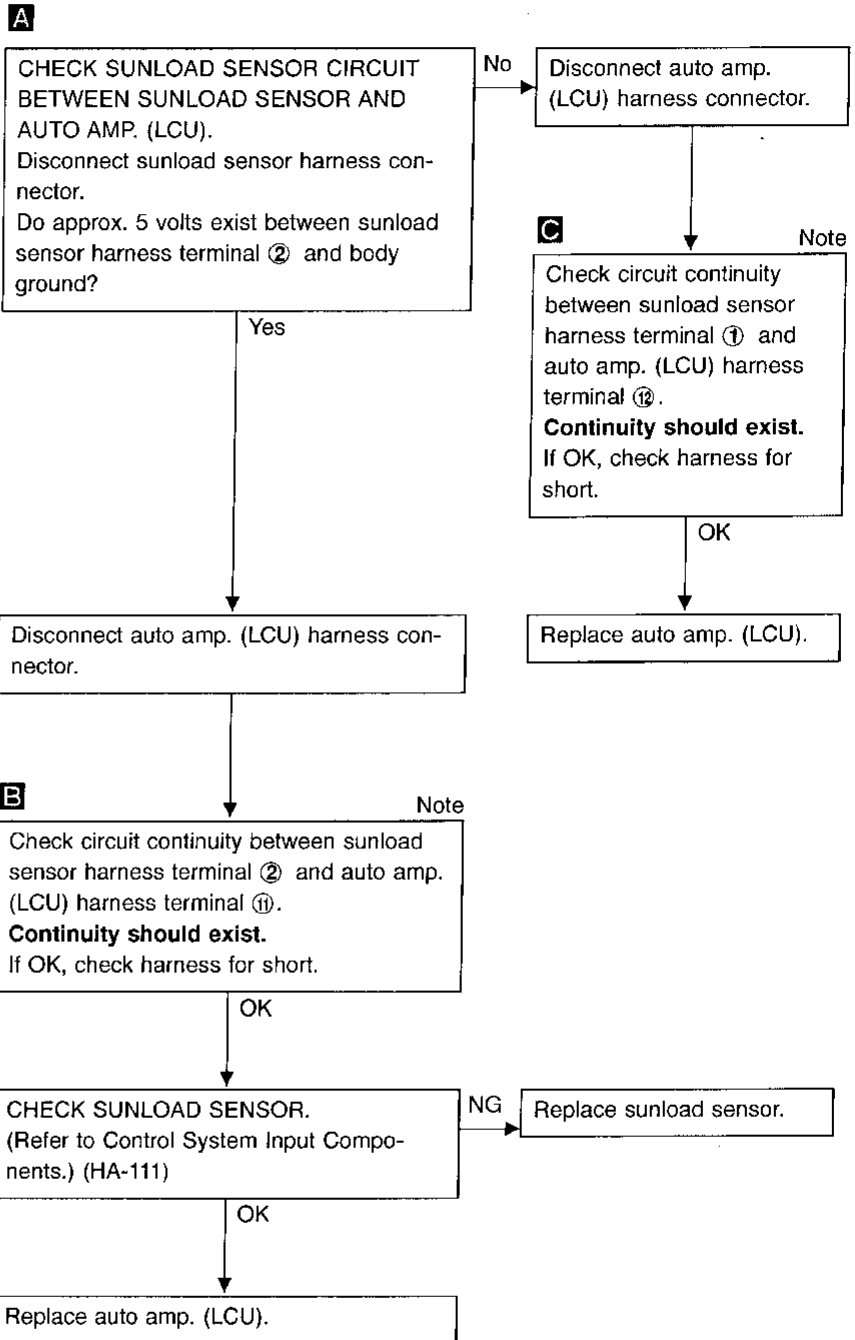 A
CHECK SUNLOAD SENSOR CIRCUIT
BETWEEN SUNLOAD SENSOR AND
AUTO AMP. (LCU).
Disconnect sunload sensor harness con-
nector.
Do approx. 5 volts exist between sunload
sensor harness terminal ② and body
ground?
No
Disconnect auto amp.
(LCU) harness connector.
C
Note
Check circuit continuity
between sunload sensor
harness terminal ① and
auto amp. (LCU) harness
terminal ⑫.
Continuity should exist.
If OK, check harness for
short.
OK
Replace auto amp. (LCU).
Yes
Disconnect auto amp. (LCU) harness con-
nector.
B
Note
Check circuit continuity between sunload
sensor harness terminal ② and auto amp.
(LCU) harness terminal ⑪.
Continuity should exist.
If OK, check harness for short.
OK
CHECK SUNLOAD SENSOR.
(Refer to Control System Input Compo-
nents.) (HA-111)
NG
Replace sunload sensor.
OK
Replace auto amp. (LCU).